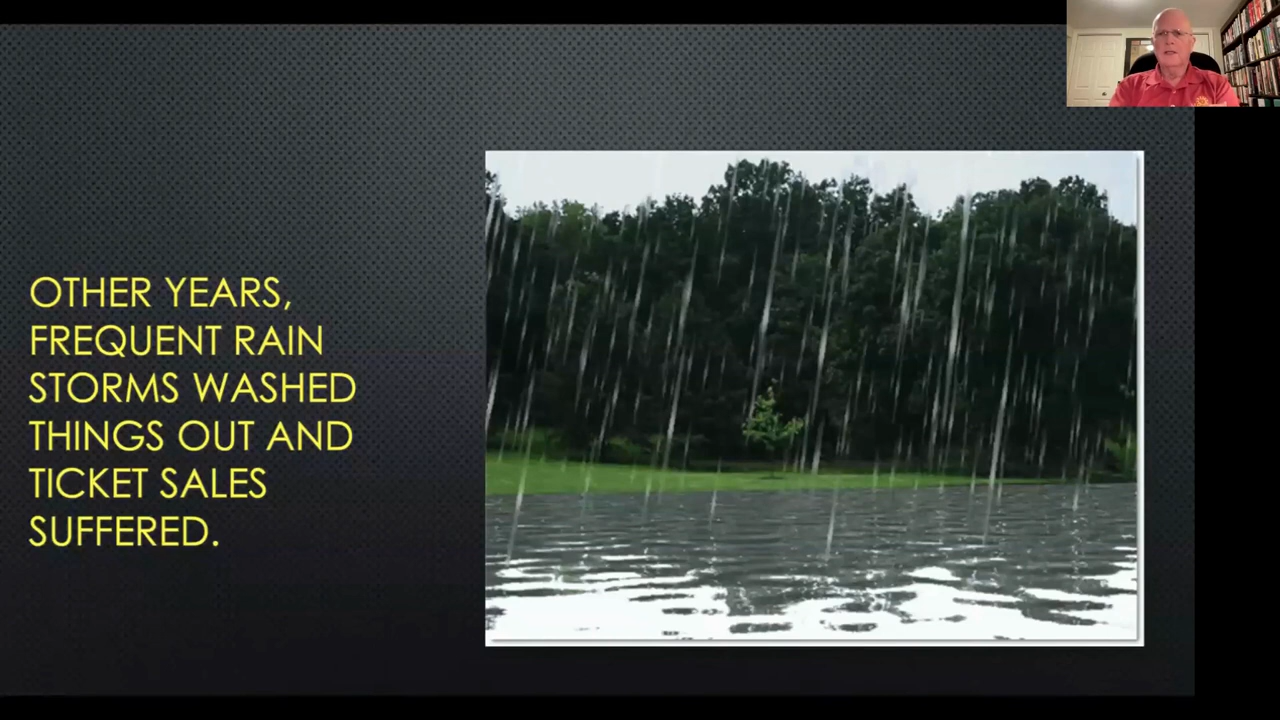 OTHER YEARS,
FREQUENT RAIN
STORMS WASHED
THINGS OUT AND
TICKET SALES
SUFFERED.